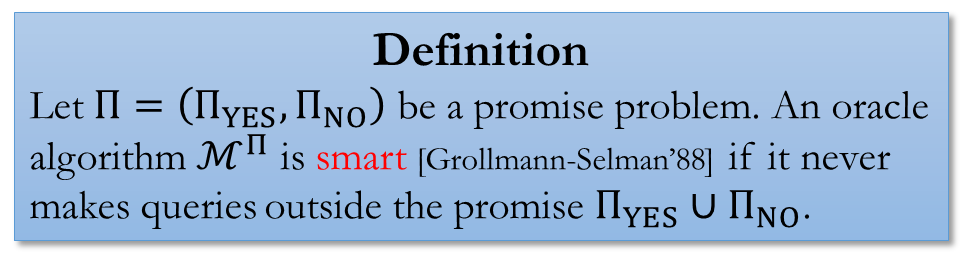 Definition
Let Π = (Π_YES, Π_NO) be a promise problem. An oracle
algorithm ℳ^Π is smart [Grollmann-Selman’88] if it never
makes queries outside the promise Π_YES ∪ Π_NO.